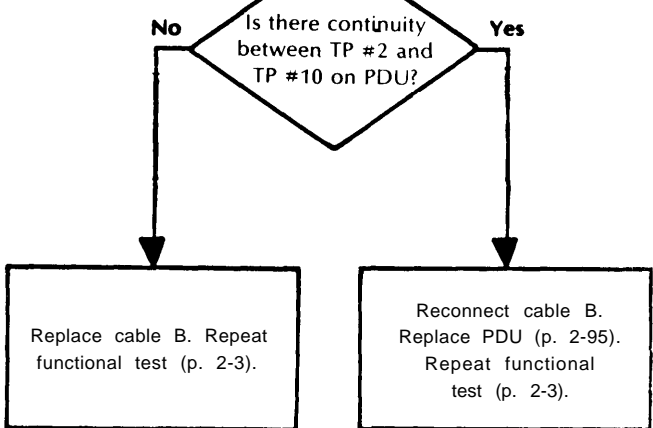 No
Is there continuity
between TP #2 and
TP #10 on PDU?
Yes
Replace cable B. Repeat
functional test (p. 2-3).
Reconnect cable B.
Replace PDU (p. 2-95).
Repeat functional
test (p. 2-3).